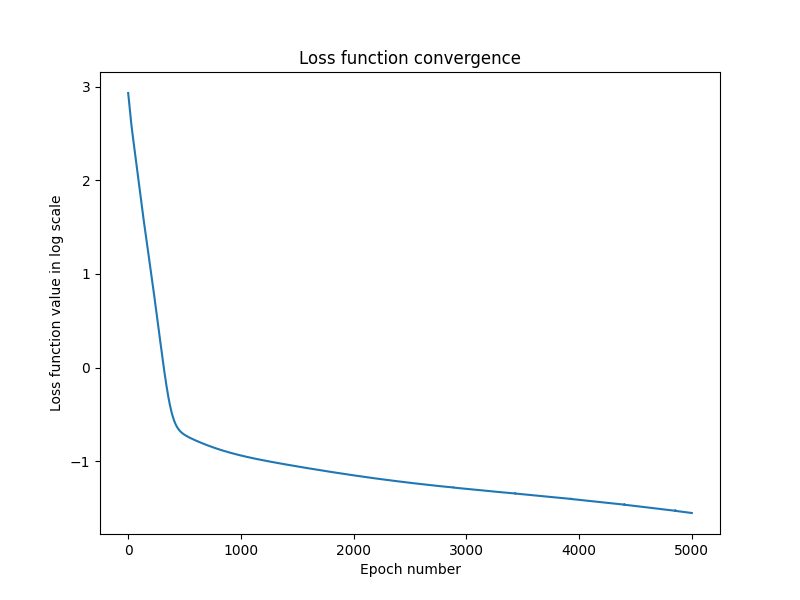 Loss function convergence
3
2
1
0
−1
Loss function value in log scale
0 1000 2000 3000 4000 5000
Epoch number